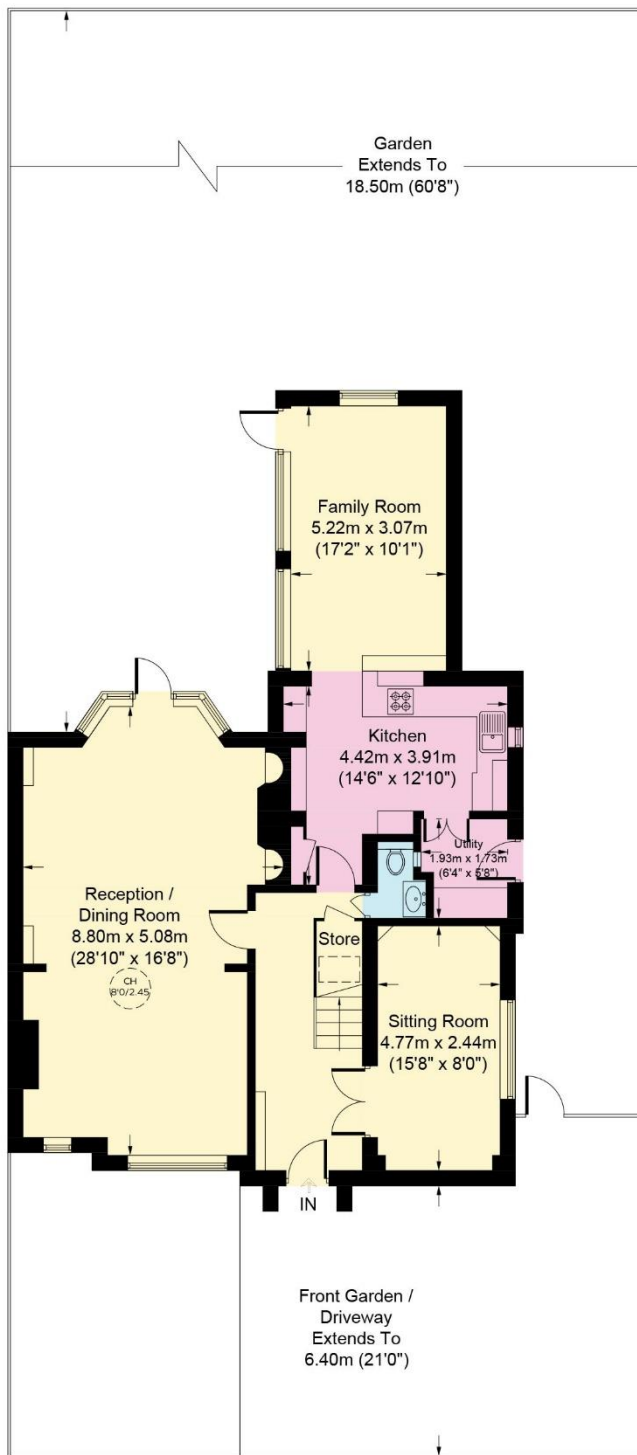 Garden
Extends To
18.50m (60'8")
Family Room
5.22m x 3.07m
(17'2" x 10'1")
Kitchen
4.42m x 3.91m
(14'6" x 12'10")
Utility
1.93m x 1.73m
(6'4" x 5'8")
Reception /
Dining Room
8.80m x 5.08m
(28'10" x 16'8")
CH
8'0/2.45
Store
Sitting Room
4.77m x 2.44m
(15'8" x 8'0")
IN
Front Garden /
Driveway
Extends To
6.40m (21'0")